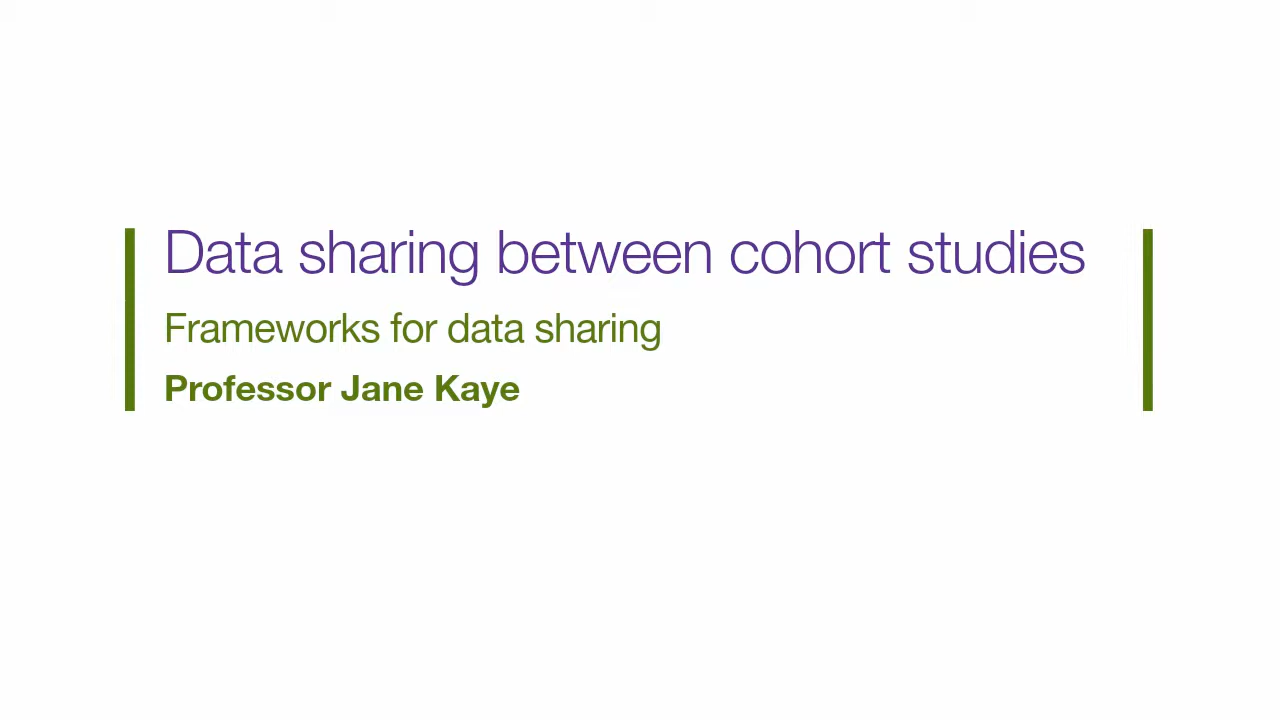 Data sharing between cohort studies
Frameworks for data sharing
Professor Jane Kaye